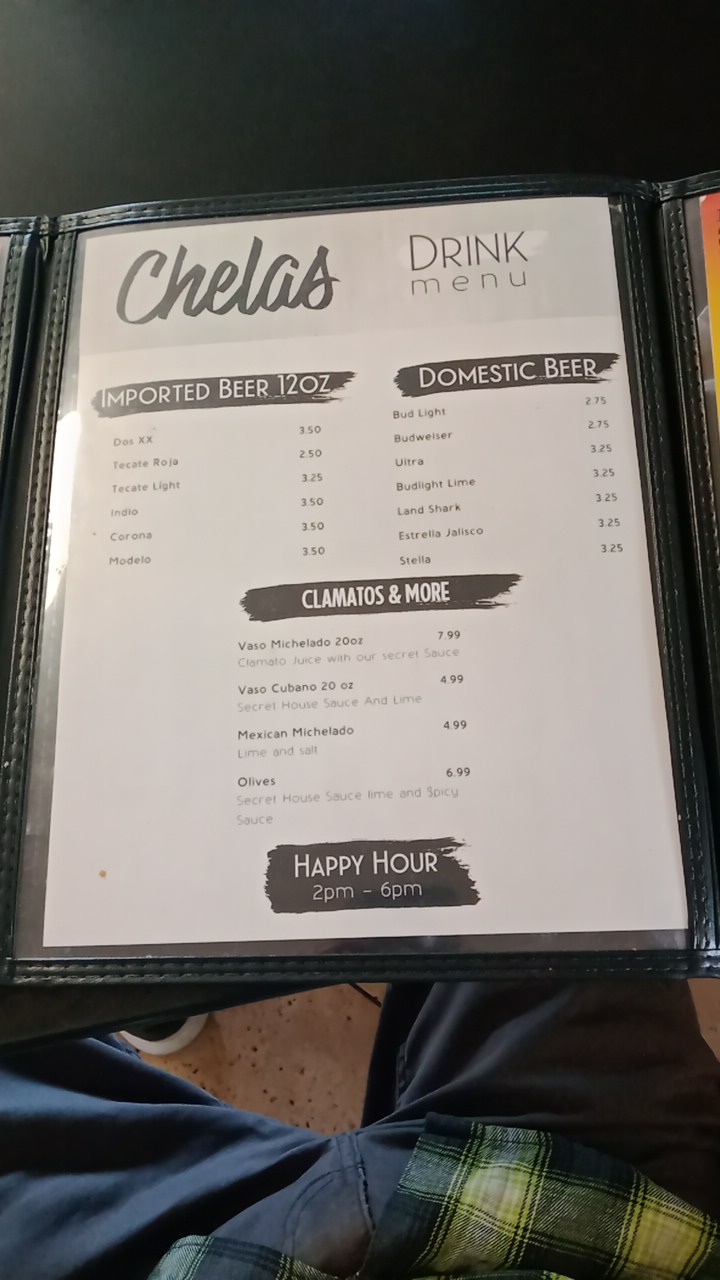 Chelas
DRINK
menu
IMPORTED BEER 12OZ
Dos XX 3.50
Tecate Roja 2.50
Tecate Light 3.25
Indio 3.50
Corona 3.50
Modelo 3.50
DOMESTIC BEER
Bud Light 2.75
Budweiser 2.75
Ultra 3.25
Budlight Lime 3.25
Land Shark 3.25
Estrella Jalisco 3.25
Stella 3.25
CLAMATOS & MORE
Vaso Michelado 20oz 7.99
Clamato Juice with our secret Sauce
Vaso Cubano 20 oz 4.99
Secret House Sauce And Lime
Mexican Michelado 4.99
Lime and salt
Olives 6.99
Secret House Sauce lime and Spicy
Sauce
HAPPY HOUR
2pm - 6pm